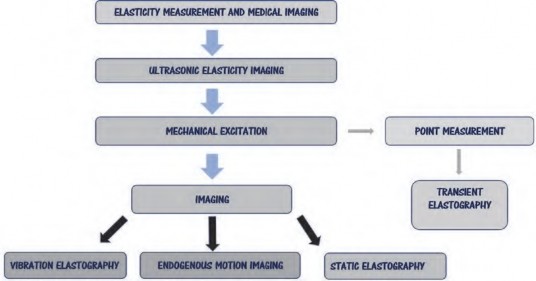 ELASTICITY MEASUREMENT AND MEDICAL IMAGING
ULTRASONIC ELASTICITY IMAGING
MECHANICAL EXCITATION
POINT MEASUREMENT
TRANSIENT
ELASTOGRAPHY
IMAGING
VIBRATION ELASTOGRAPHY
ENDOGENOUS MOTION IMAGING
STATIC ELASTOGRAPHY